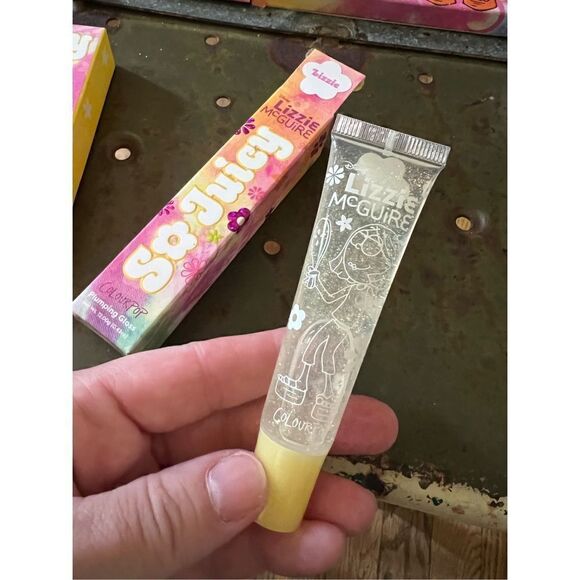 Lizzie
Lizzie
McGUiRE
So Juicy
COLOURPOP
Plumping Gloss
Lizzie
McGUiRE
COLOUR